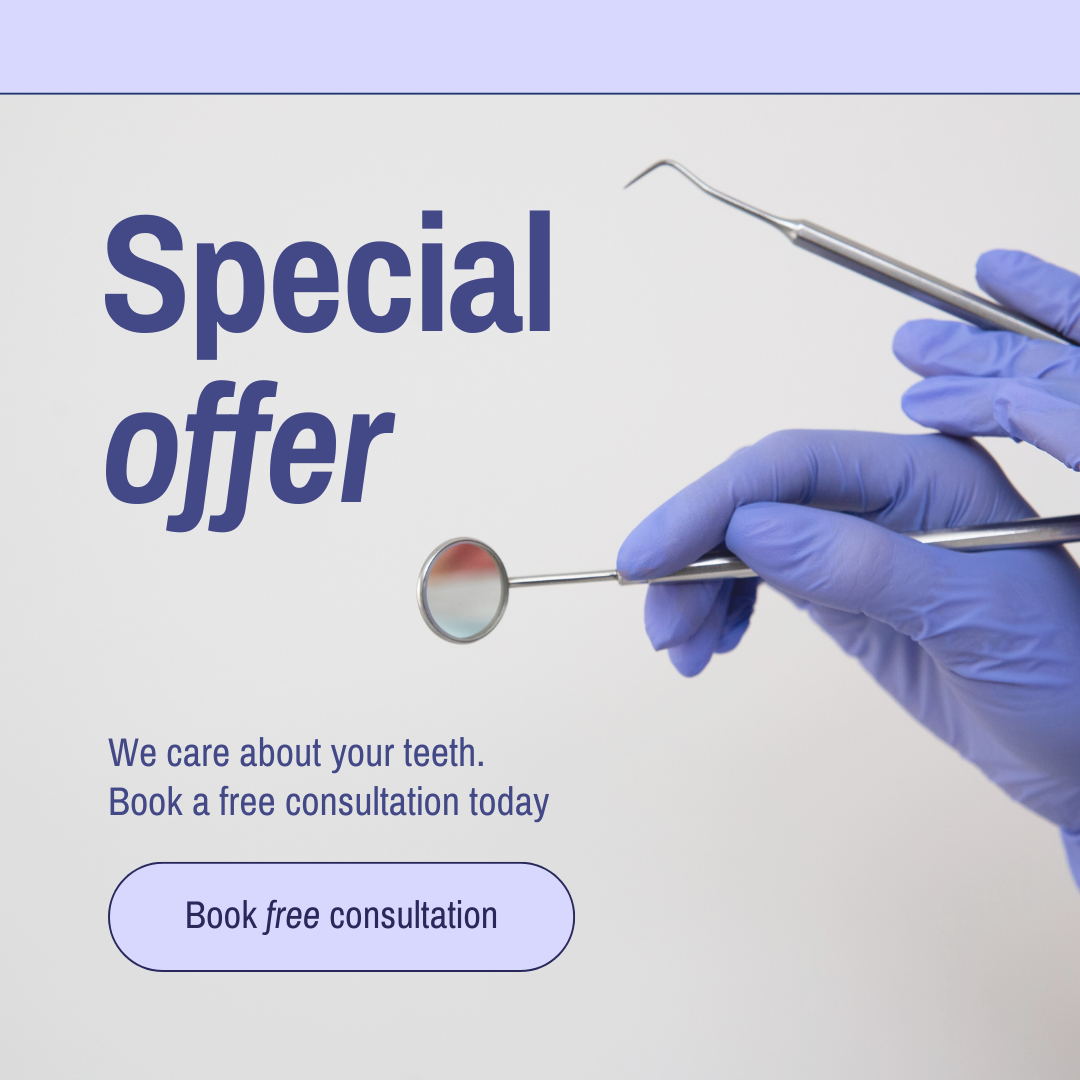 Special
offer
We care about your teeth.
Book a free consultation today
Book free consultation